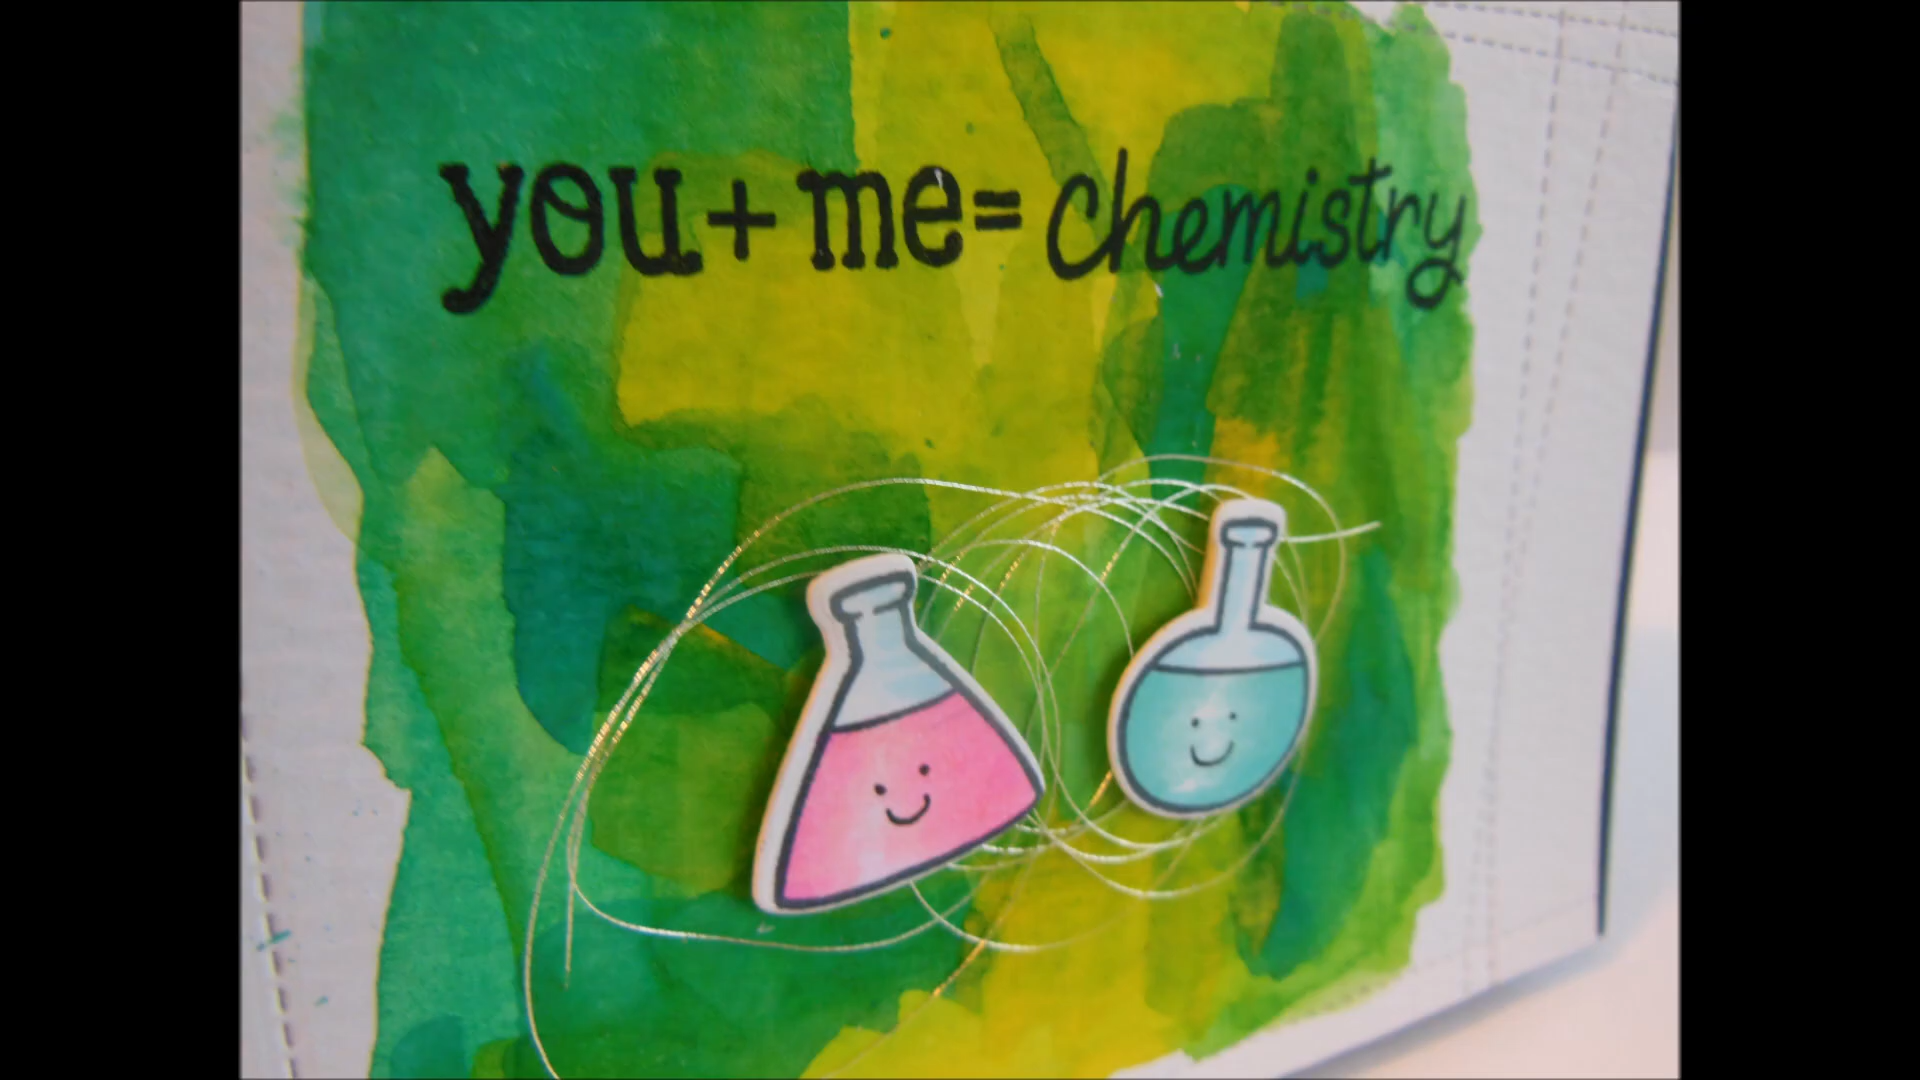 you + me = chemistry